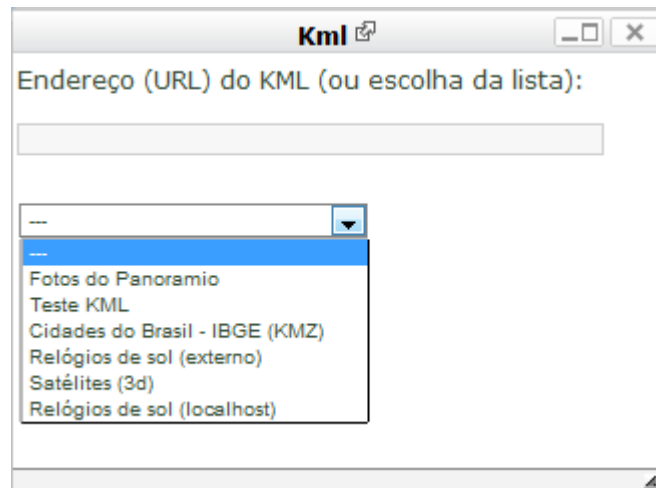 Kml
Endereço (URL) do KML (ou escolha da lista):
---
---
Fotos do Panoramio
Teste KML
Cidades do Brasil - IBGE (KMZ)
Relógios de sol (externo)
Satélites (3d)
Relógios de sol (localhost)